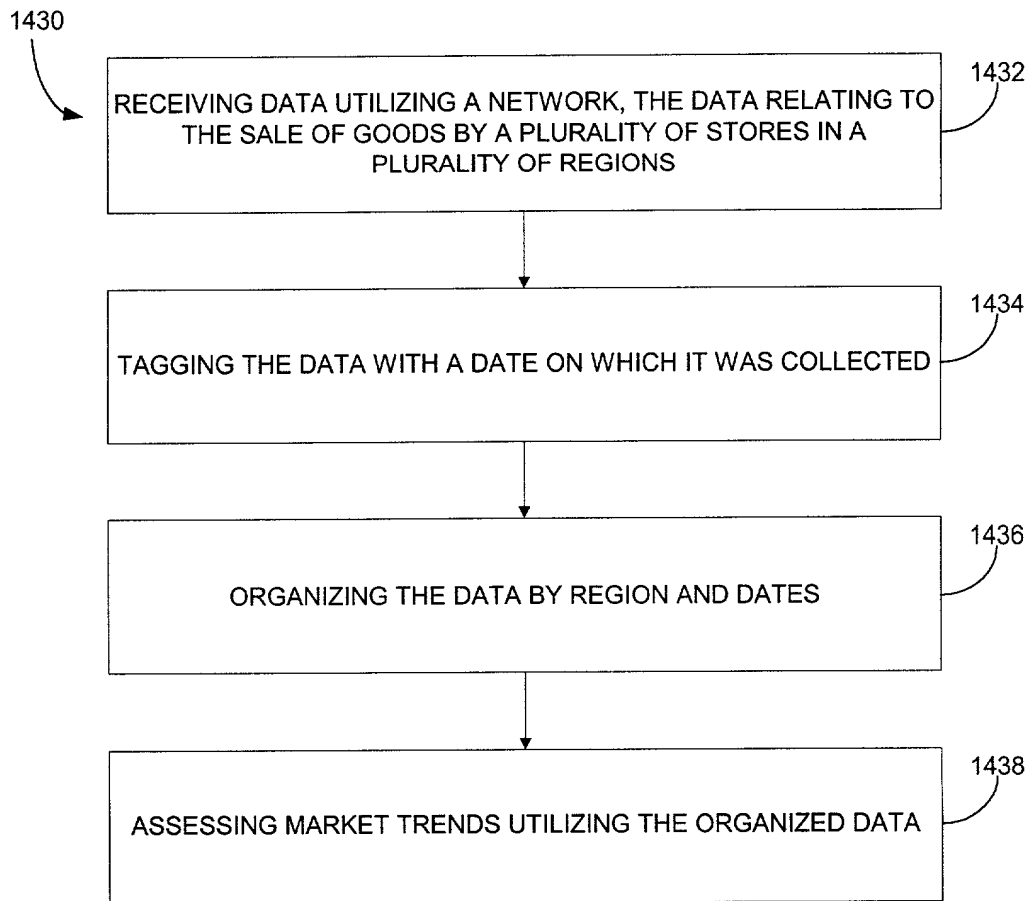 1430
1432
RECEIVING DATA UTILIZING A NETWORK, THE DATA RELATING TO
THE SALE OF GOODS BY A PLURALITY OF STORES IN A
PLURALITY OF REGIONS
1434
TAGGING THE DATA WITH A DATE ON WHICH IT WAS COLLECTED
1436
ORGANIZING THE DATA BY REGION AND DATES
1438
ASSESSING MARKET TRENDS UTILIZING THE ORGANIZED DATA